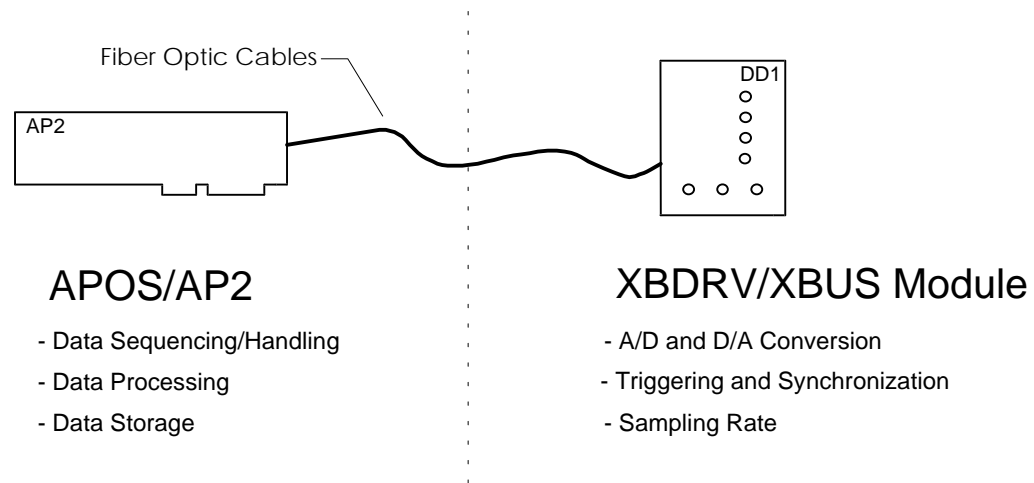 Fiber Optic Cables
AP2
DD1
APOS/AP2
- Data Sequencing/Handling
- Data Processing
- Data Storage
XBDRV/XBUS Module
- A/D and D/A Conversion
- Triggering and Synchronization
- Sampling Rate